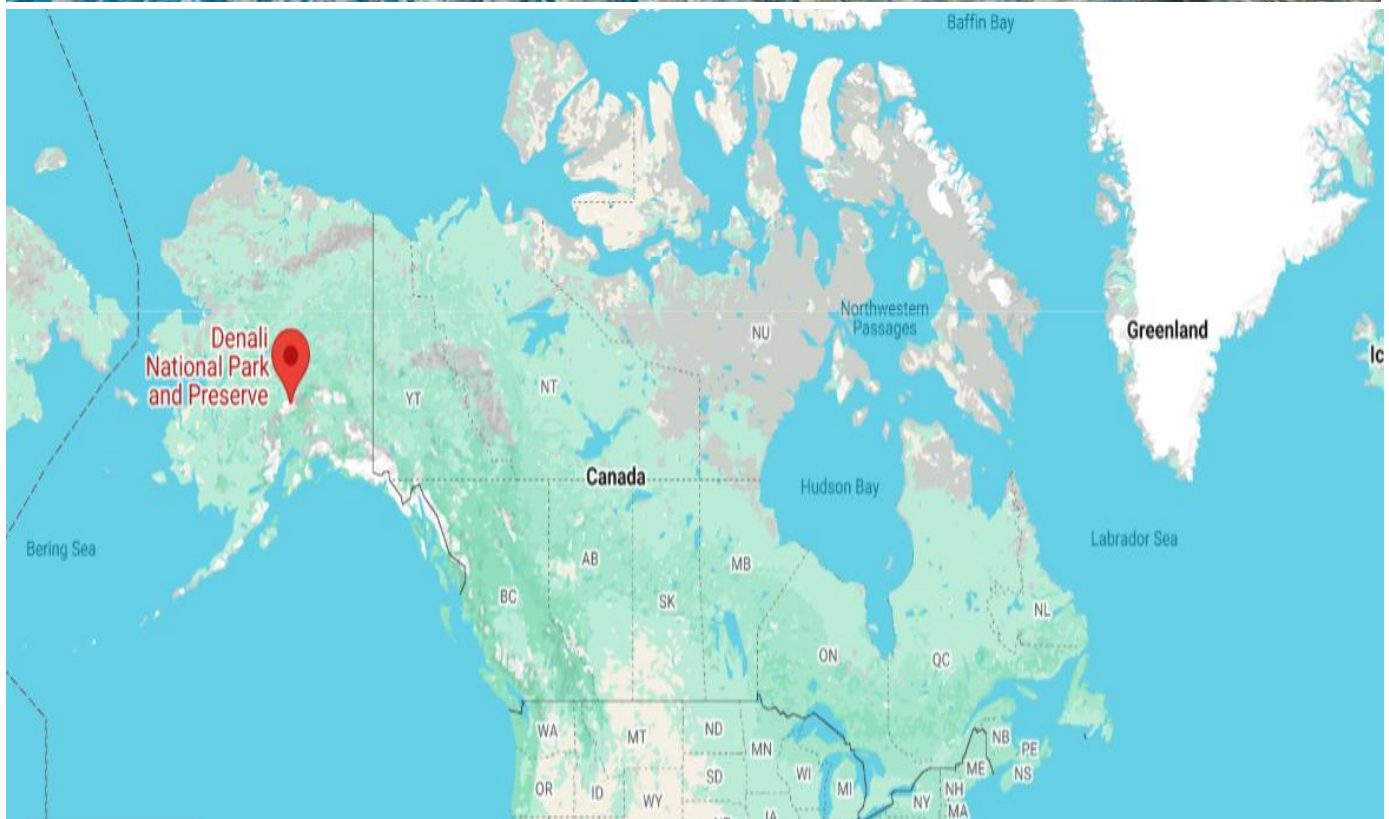 Baffin Bay
Northwestern
Passages
NU
Greenland
Ic
Denali
National Park
and Preserve
YT
NT
Canada
Hudson Bay
Labrador Sea
Bering Sea
AB
MB
BC
SK
NL
ON
QC
WA
MT
ND
MN
NB
PE
OR
ID
WY
SD
WI
MI
NY
ME
NH
NS
MA
IA